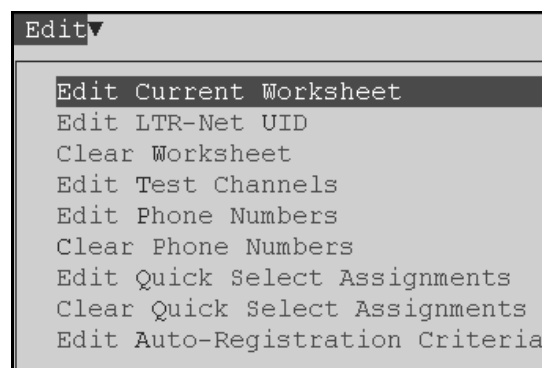 Edit▼
Edit Current Worksheet
Edit LTR-Net UID
Clear Worksheet
Edit Test Channels
Edit Phone Numbers
Clear Phone Numbers
Edit Quick Select Assignments
Clear Quick Select Assignments
Edit Auto-Registration Criteria